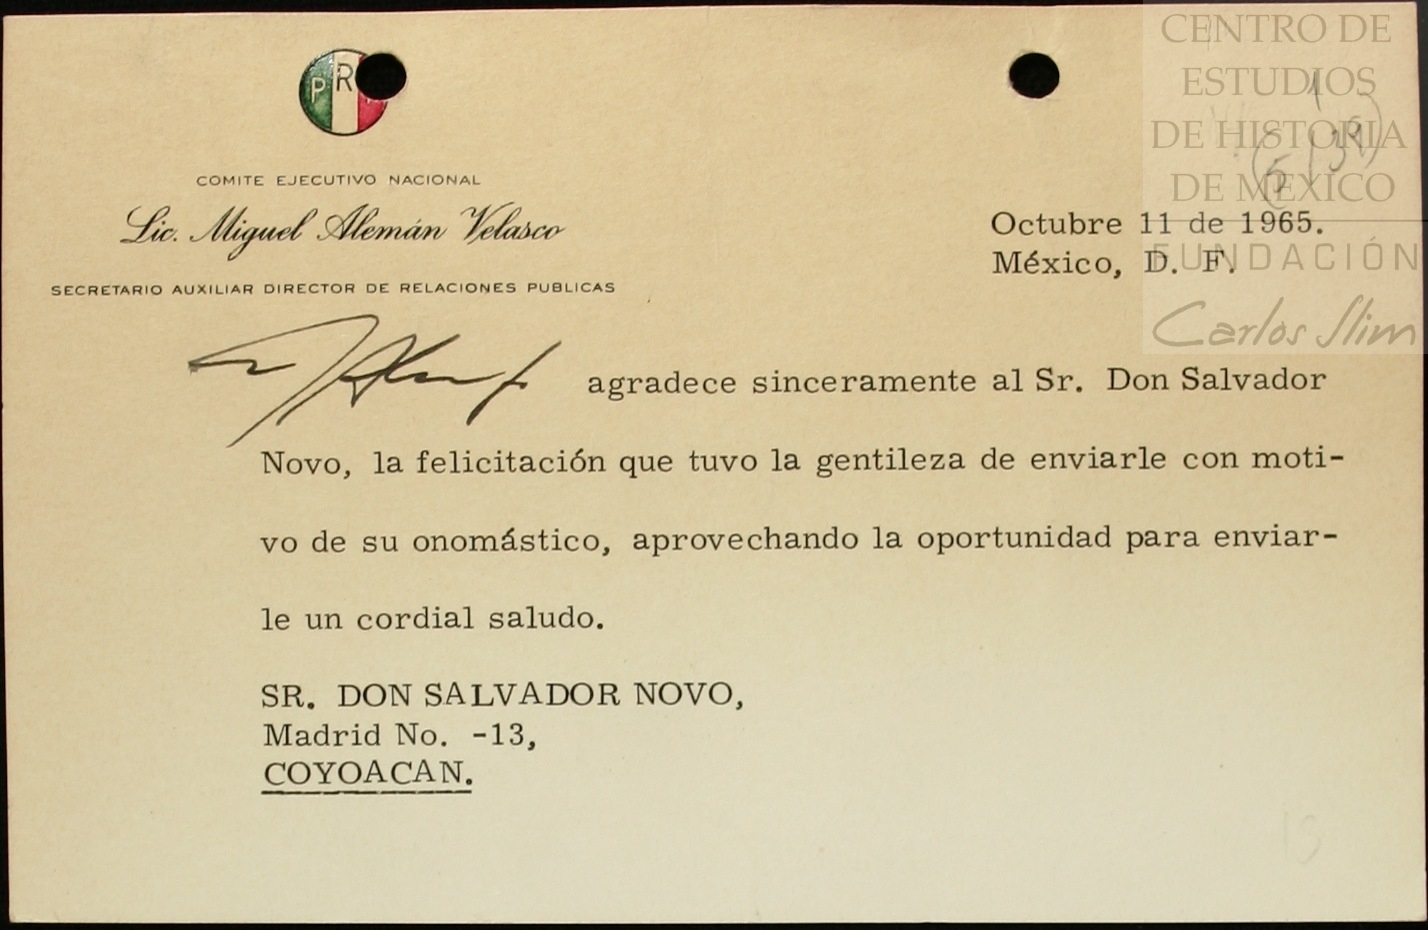 PR
COMITE EJECUTIVO NACIONAL
Lic. Miguel Alemán Velasco
SECRETARIO AUXILIAR DIRECTOR DE RELACIONES PUBLICAS
CENTRO DE
ESTUDIOS
DE HISTORIA
DE MÉXICO
FUNDACIÓN
Carlos Slim
Octubre 11 de 1965.
México, D. F.
agradece sinceramente al Sr. Don Salvador
Novo, la felicitación que tuvo la gentileza de enviarle con moti-
vo de su onomástico, aprovechando la oportunidad para enviar-
le un cordial saludo.
SR. DON SALVADOR NOVO,
Madrid No. -13,
COYOACAN.